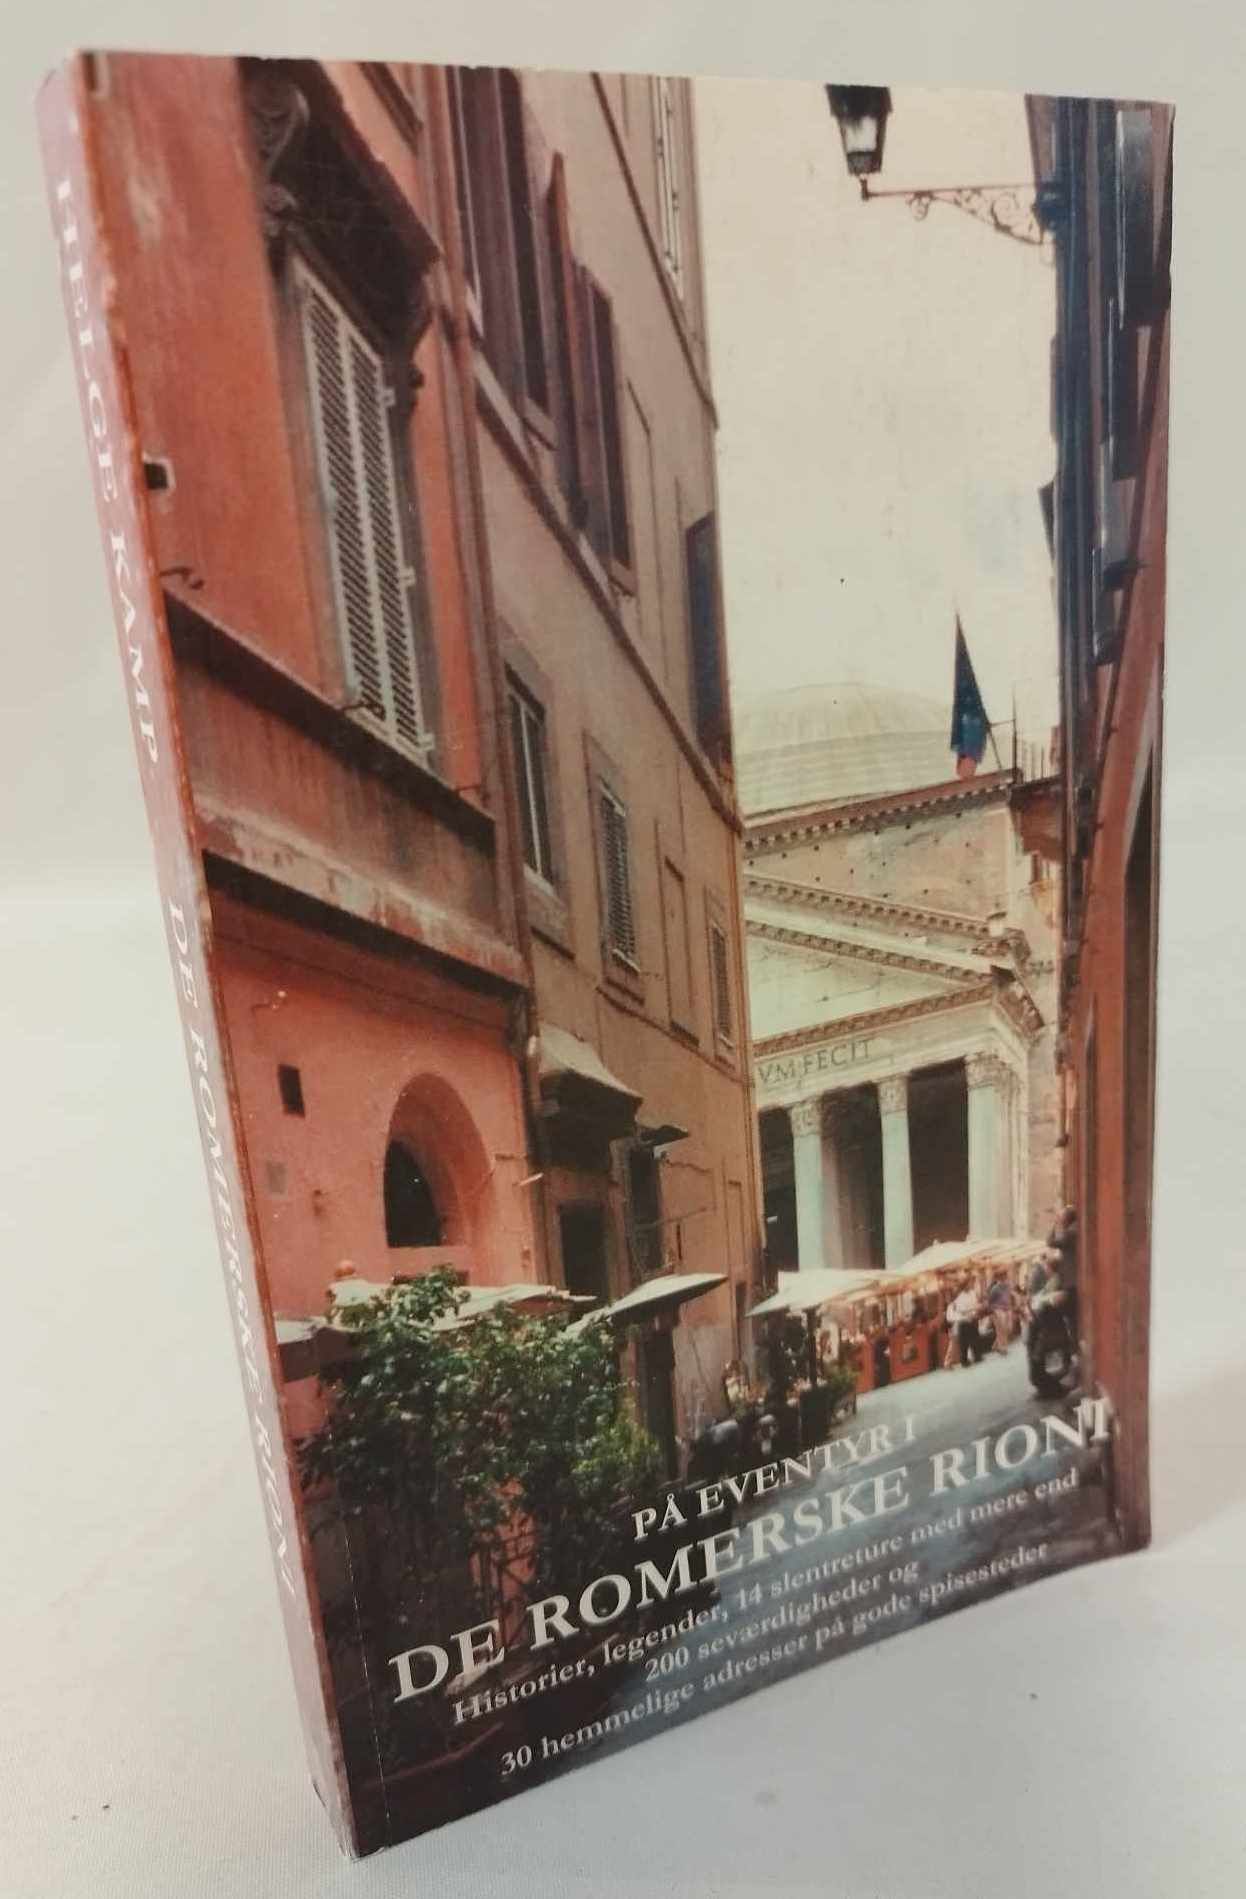 HELGE KAMP DE ROMERSKE RIONI
VM·FECIT
PÅ EVENTYR I
DE ROMERSKE RIONI
Historier, legender, 14 slentreture med mere end
200 seværdigheder og
30 hemmelige adresser på gode spisesteder